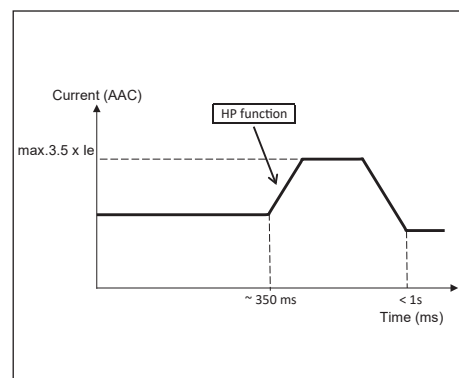 Current (AAC)
HP function
max.3.5 x Ie
~ 350 ms
< 1s
Time (ms)